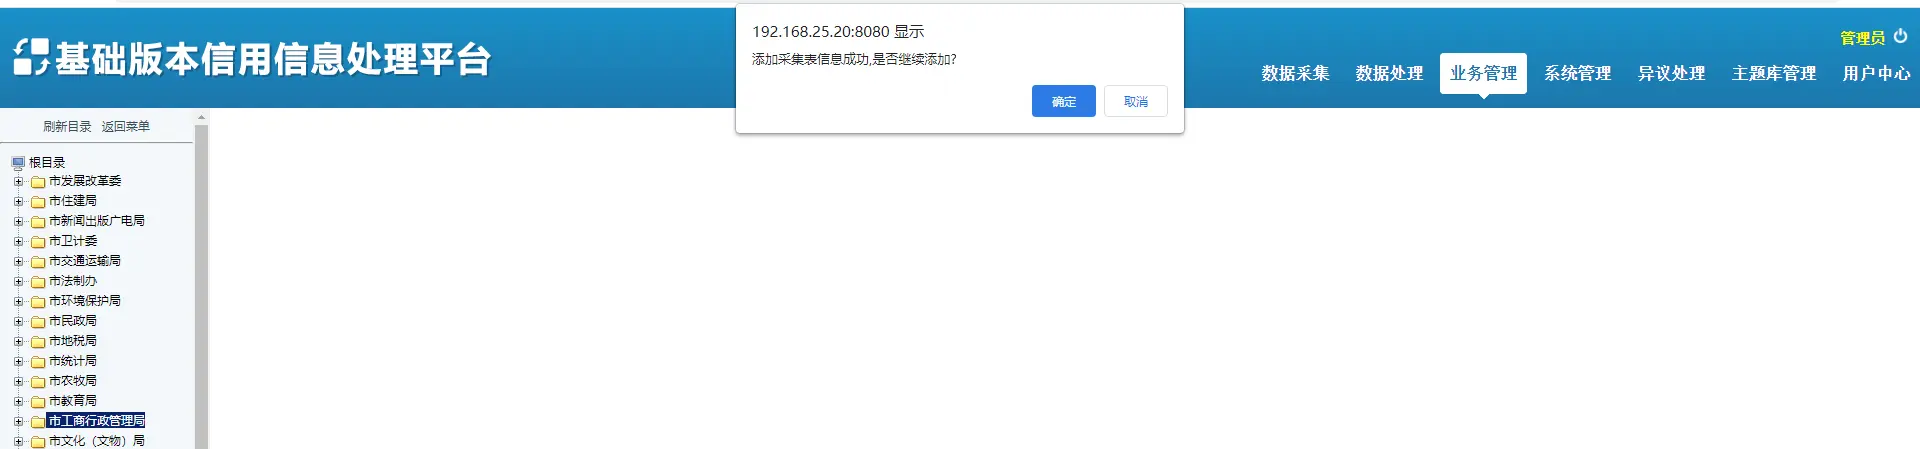 192.168.25.20:8080 显示
添加采集表信息成功,是否继续添加?
确定 取消
基础版本信用信息处理平台
管理员
数据采集 数据处理 业务管理 系统管理 异议处理 主题库管理 用户中心
刷新目录 返回菜单
根目录
市发展改革委
市住建局
市新闻出版广电局
市卫计委
市交通运输局
市法制办
市环境保护局
市民政局
市地税局
市统计局
市农牧局
市教育局
市工商行政管理局
市文化（文物）局